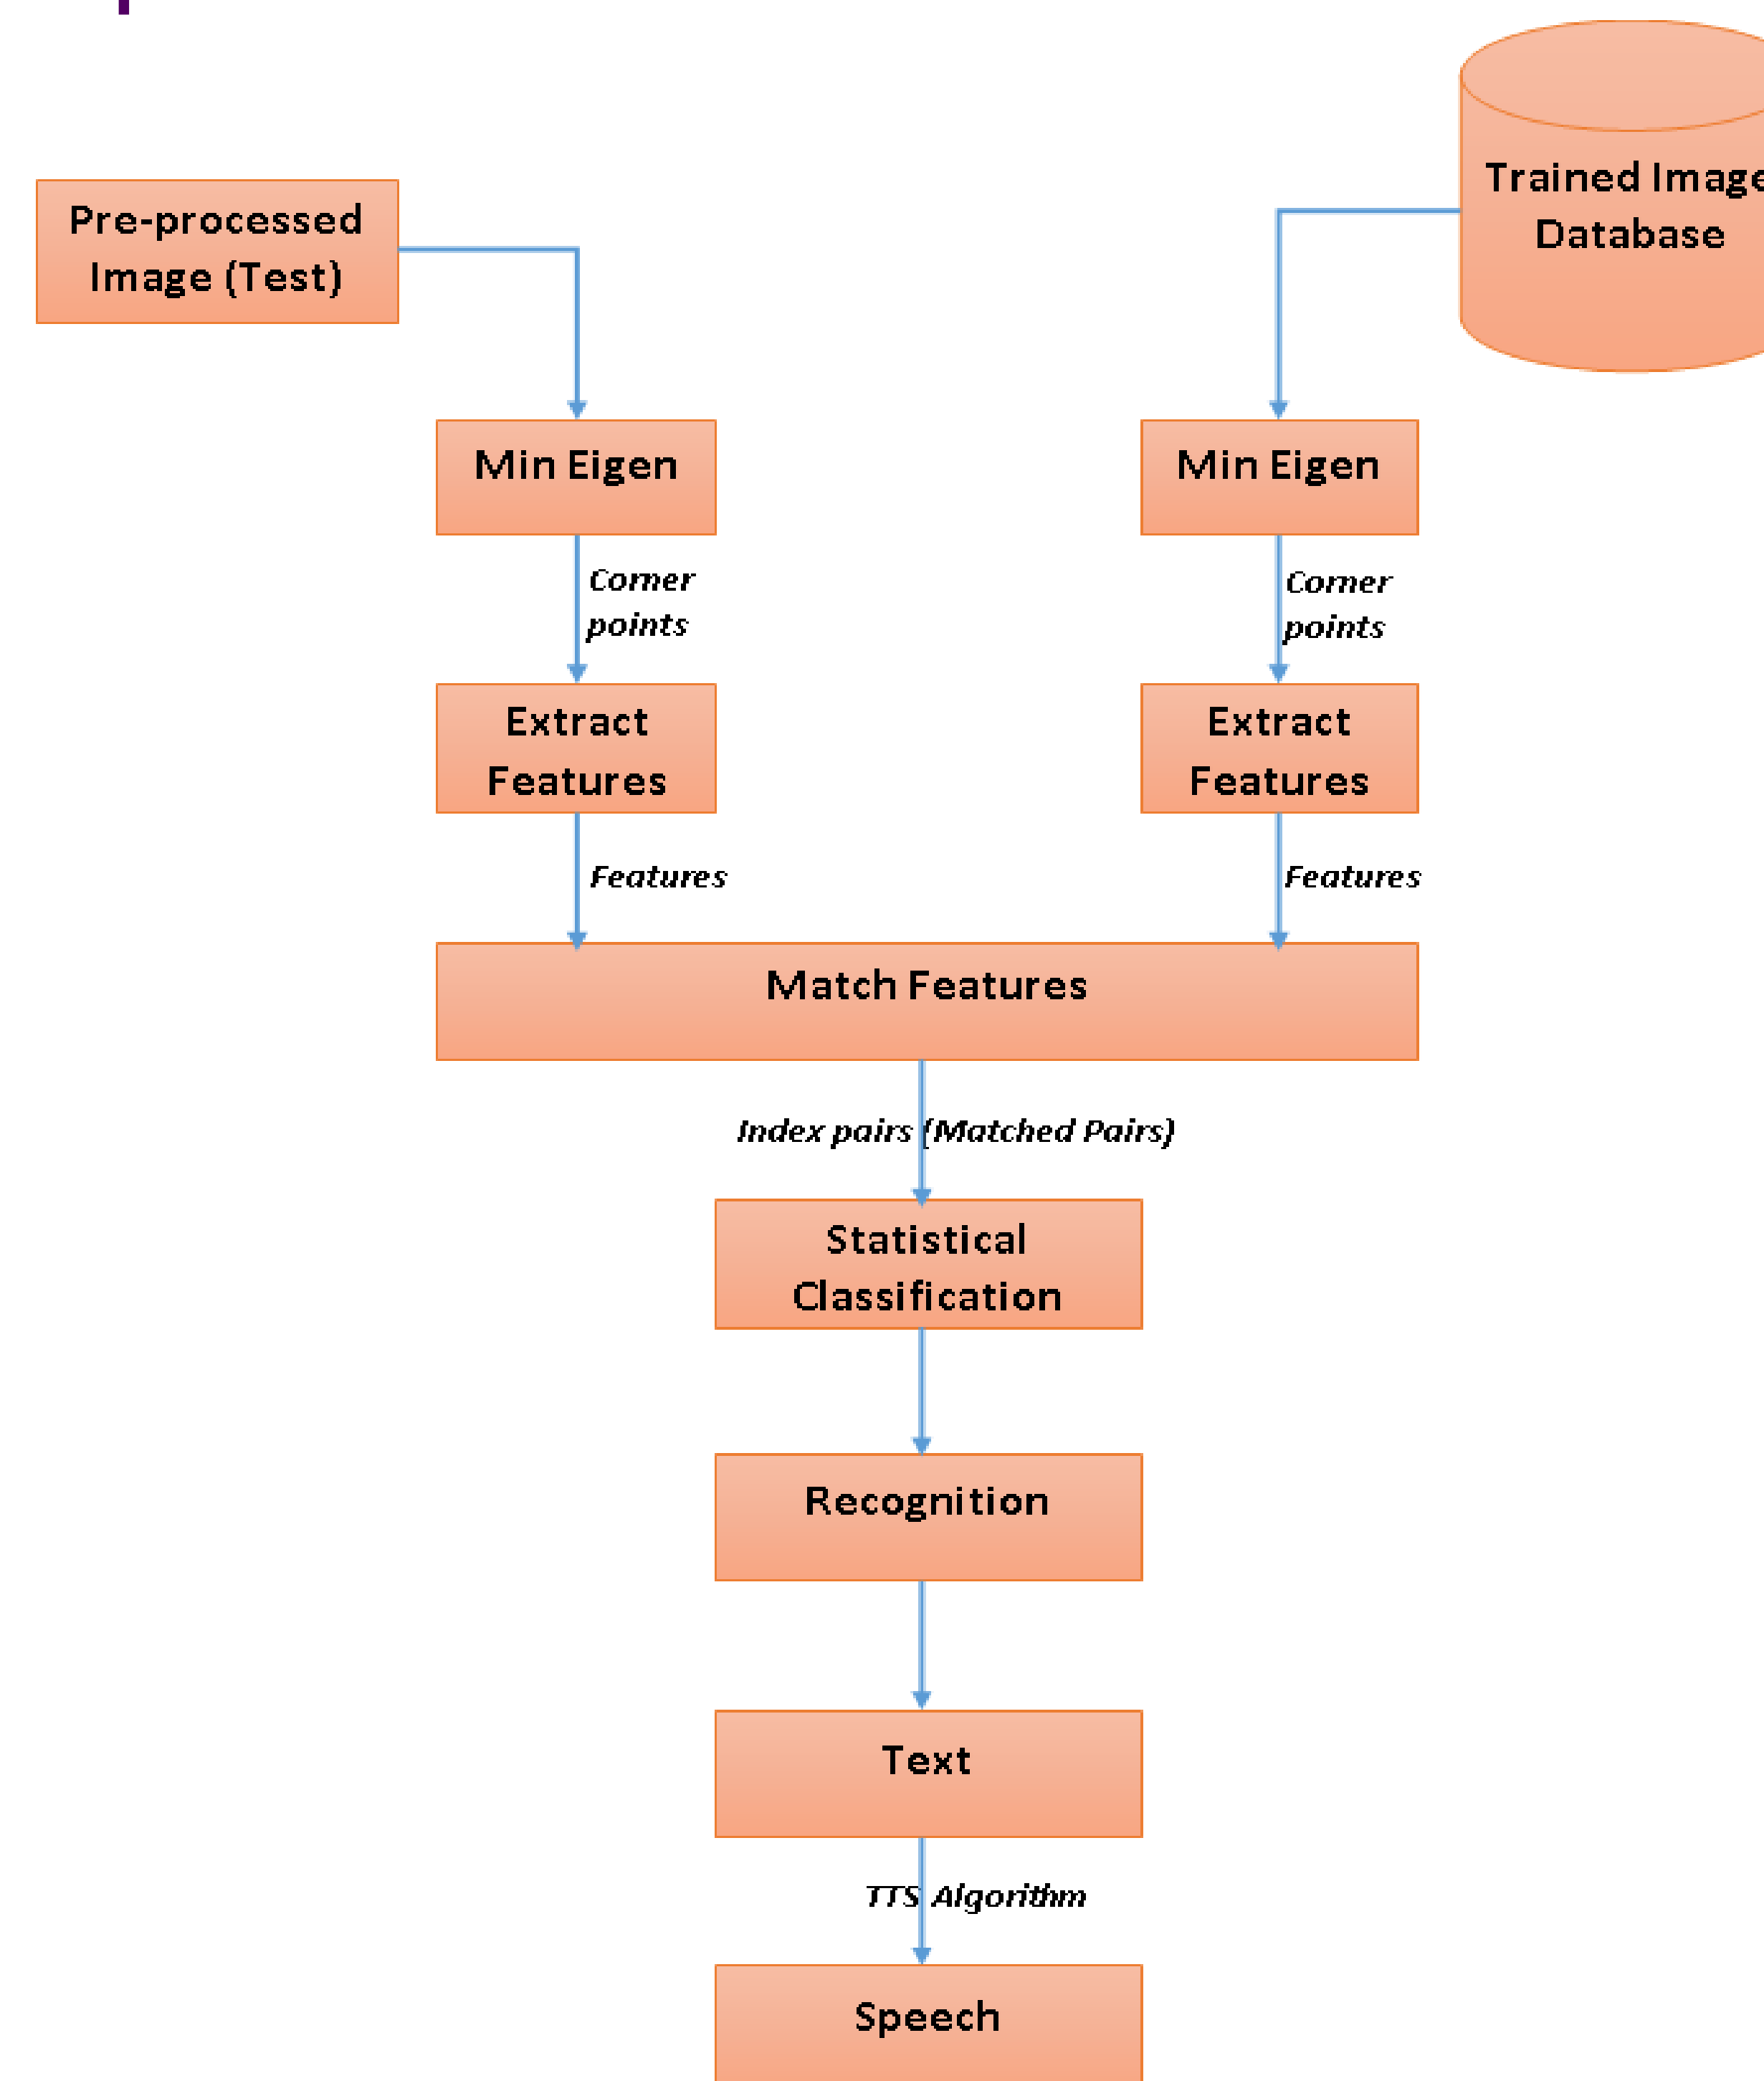 Pre-processed
Image (Test)
Trained Image
Database
Min Eigen
Min Eigen
Corner
points
Corner
points
Extract
Features
Extract
Features
Features
Features
Match Features
Index pairs (Matched Pairs)
Statistical
Classification
Recognition
Text
TTS Algorithm
Speech